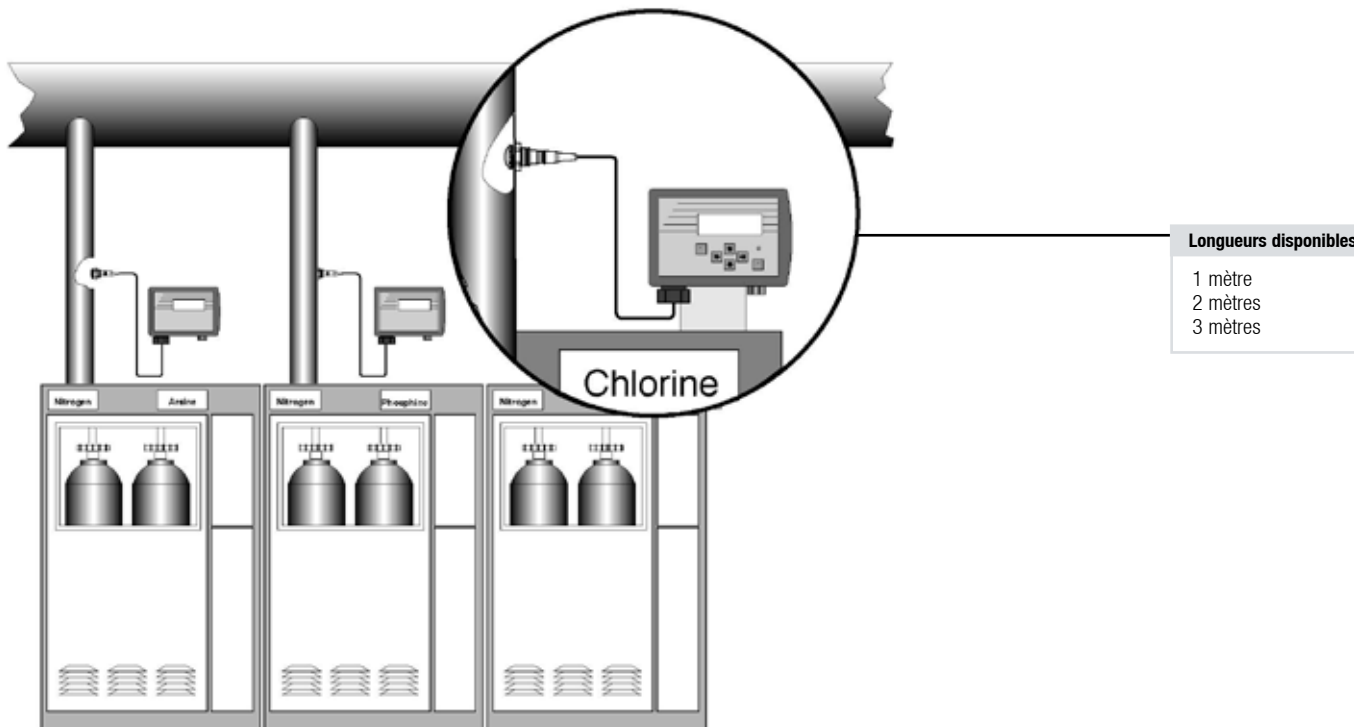 Longueurs disponibles
1 mètre
2 mètres
3 mètres
Chlorine
Nitrogen
Arsine
Nitrogen
Phosphine
Nitrogen